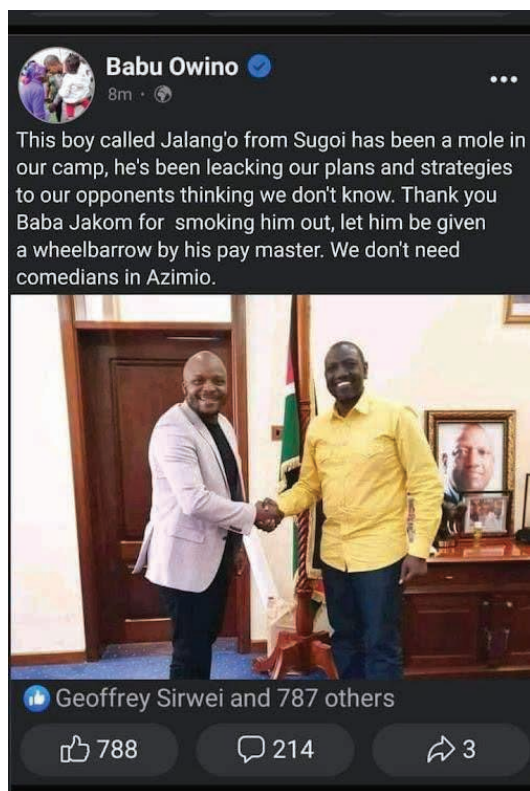 Babu Owino
8m ·
This boy called Jalang'o from Sugoi has been a mole in
our camp, he's been leacking our plans and strategies
to our opponents thinking we don't know. Thank you
Baba Jakom for smoking him out, let him be given
a wheelbarrow by his pay master. We don't need
comedians in Azimio.
Geoffrey Sirwei and 787 others
788 214 3